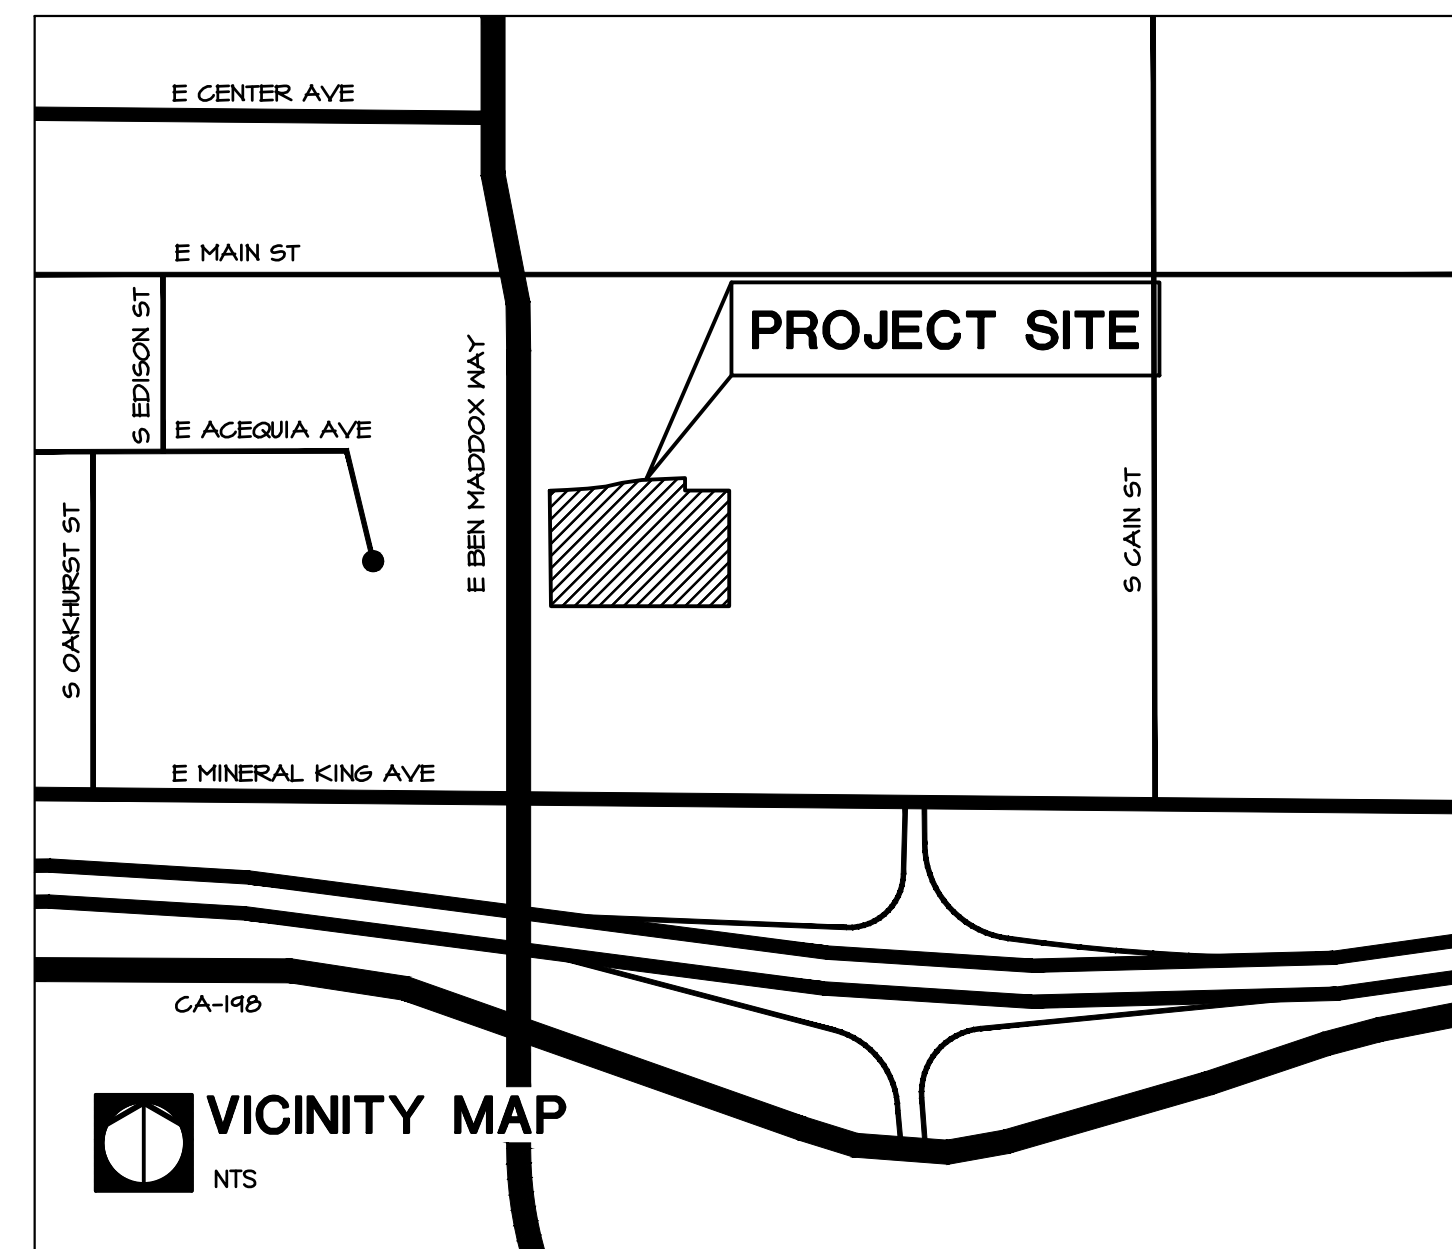 E CENTER AVE
E MAIN ST
S EDISON ST
PROJECT SITE
E BEN MADDOX WAY
E ACEQUIA AVE
S CAIN ST
S OAKHURST ST
E MINERAL KING AVE
CA-198
VICINITY MAP
NTS